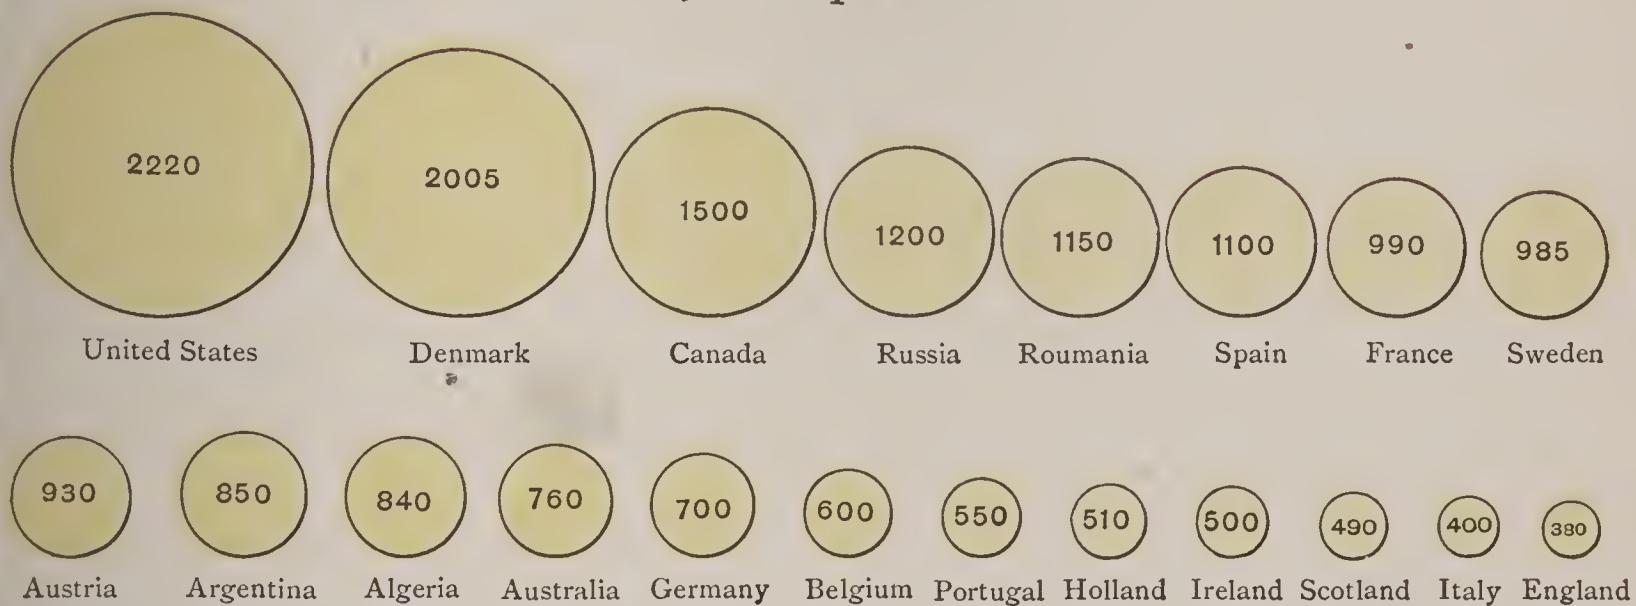 2220 2005 1500 1200 1150 1100 990 985
United States Denmark Canada Russia Roumania Spain France Sweden
930 850 840 760 700 600 550 510 500 490 400 380
Austria Argentina Algeria Australia Germany Belgium Portugal Holland Ireland Scotland Italy England